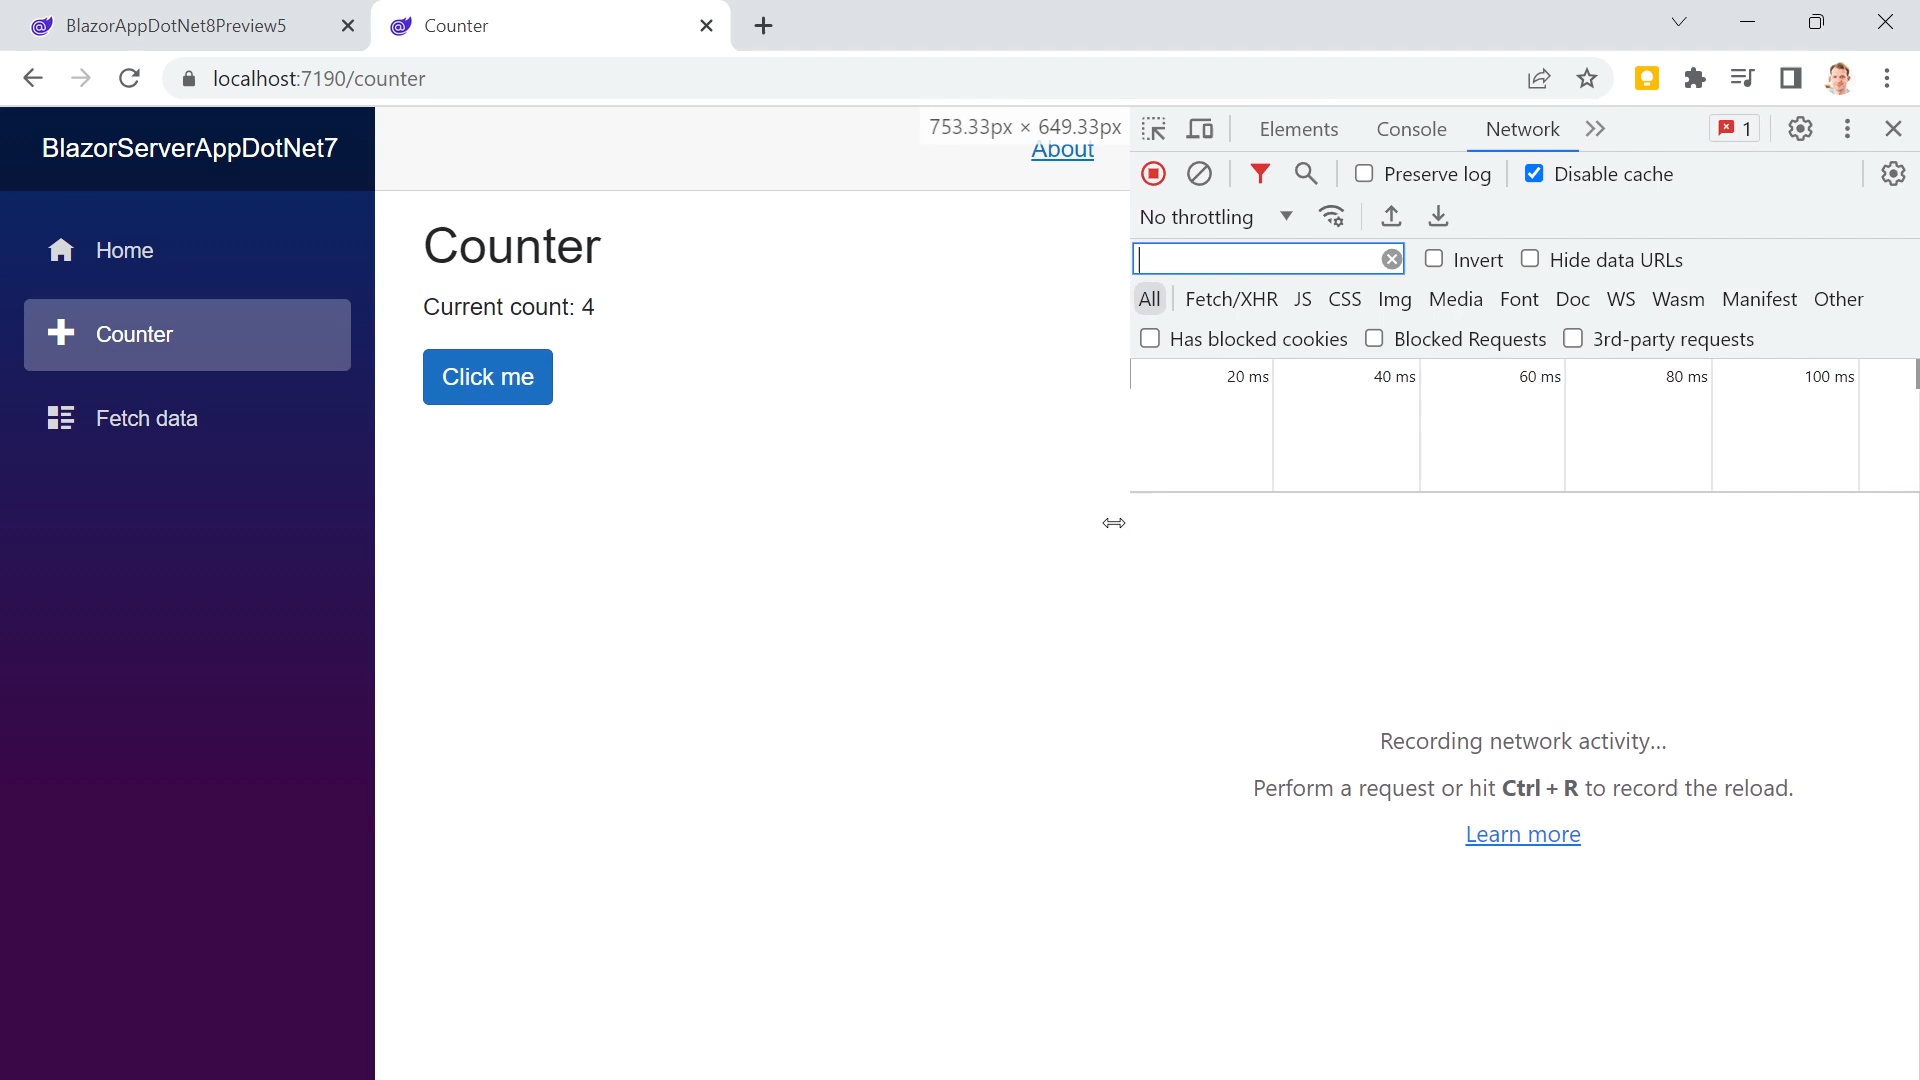 BlazorAppDotNet8Preview5
Counter
localhost:7190/counter
BlazorServerAppDotNet7
753.33px × 649.33px
About
Home
Counter
Fetch data
Counter
Current count: 4
Click me
Elements Console Network 1
Preserve log Disable cache
No throttling
Invert Hide data URLs
All Fetch/XHR JS CSS Img Media Font Doc WS Wasm Manifest Other
Has blocked cookies Blocked Requests 3rd-party requests
20 ms 40 ms 60 ms 80 ms 100 ms
Recording network activity...
Perform a request or hit Ctrl + R to record the reload.
Learn more